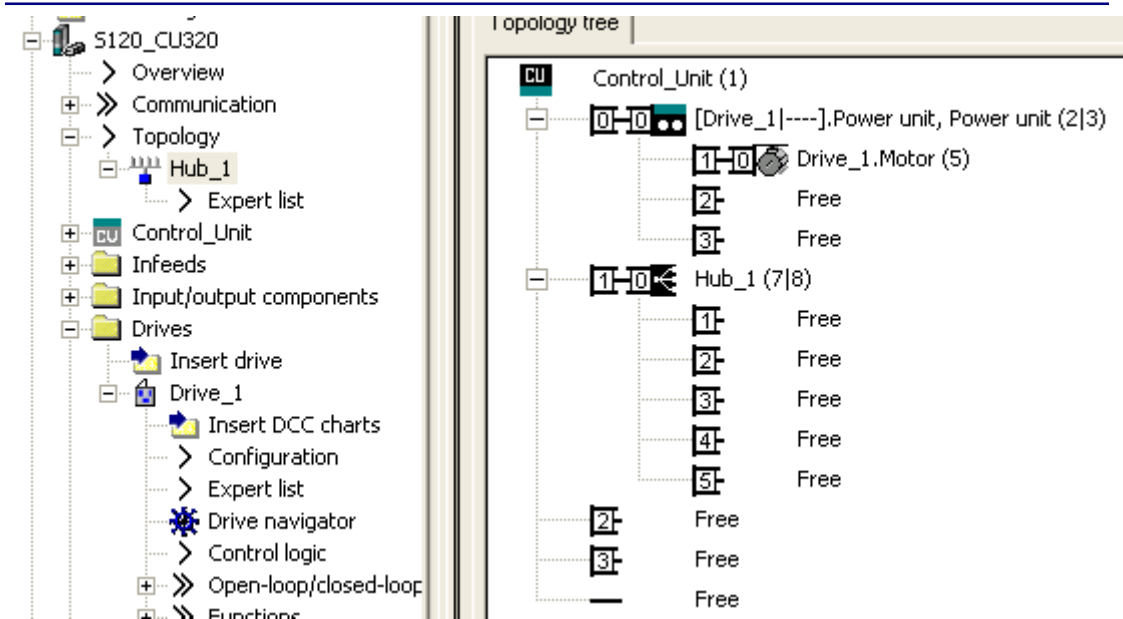 S120_CU320
Overview
Communication
Topology
Hub_1
Expert list
Control_Unit
Infeeds
Input/output components
Drives
Insert drive
Drive_1
Insert DCC charts
Configuration
Expert list
Drive navigator
Control logic
Open-loop/closed-loop
Functions
Topology tree
CU Control_Unit (1)
0 0 [Drive_1|----].Power unit, Power unit (2|3)
1 0 Drive_1.Motor (5)
2 Free
3 Free
1 0 Hub_1 (7|8)
1 Free
2 Free
3 Free
4 Free
5 Free
2 Free
3 Free
Free